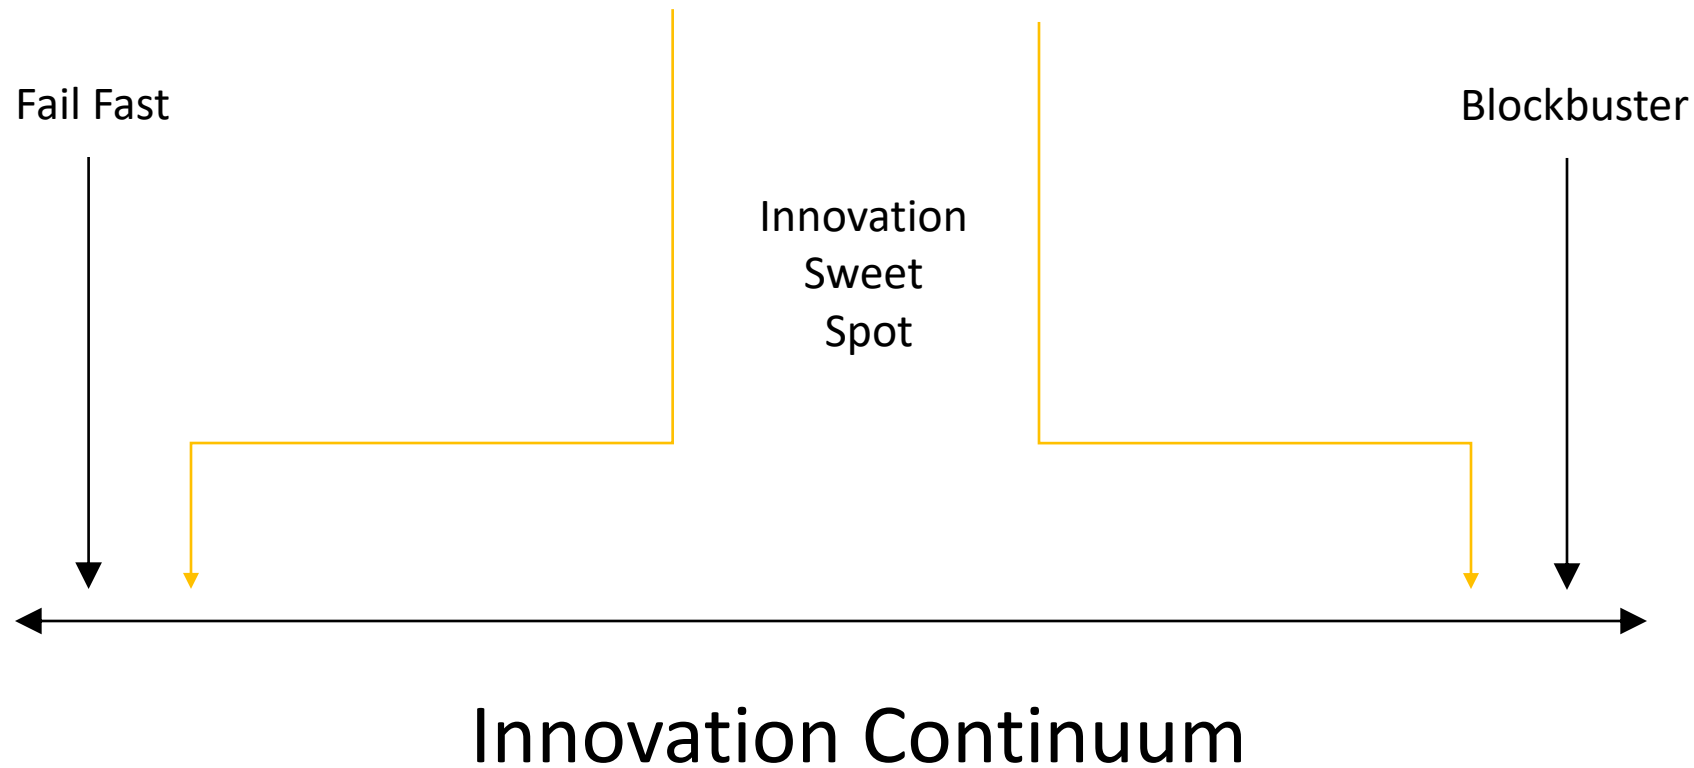 Fail Fast
Blockbuster
Innovation
Sweet
Spot
Innovation Continuum